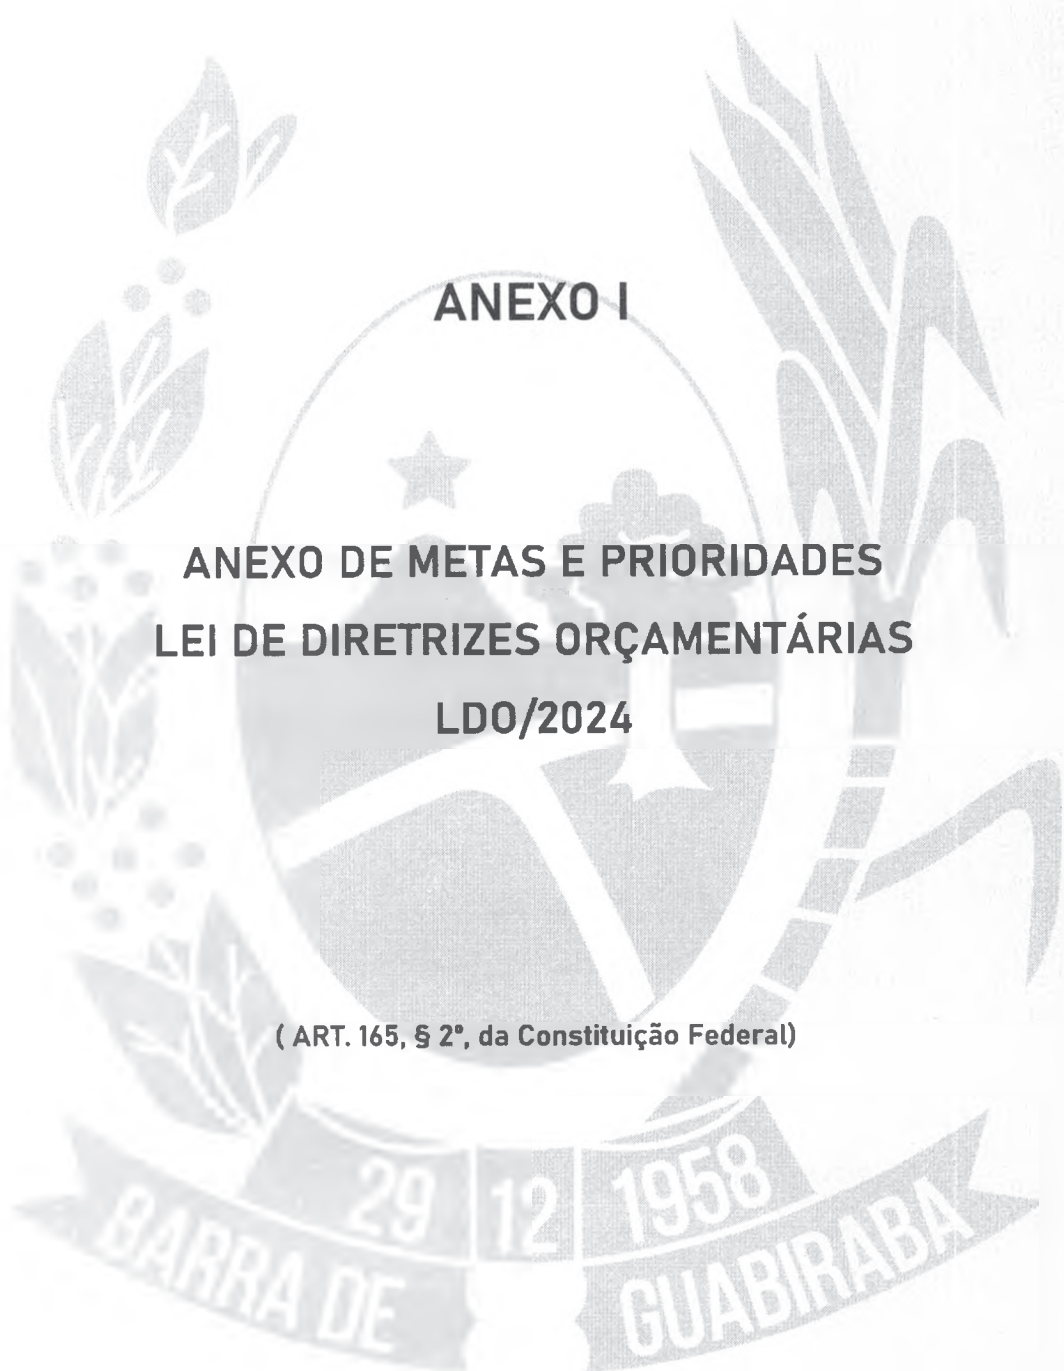 ANEXO I
ANEXO DE METAS E PRIORIDADES
LEI DE DIRETRIZES ORÇAMENTÁRIAS
LDO/2024
( ART. 165, § 2º, da Constituição Federal)
29 12 1958
BARRA DE GUABIRABA